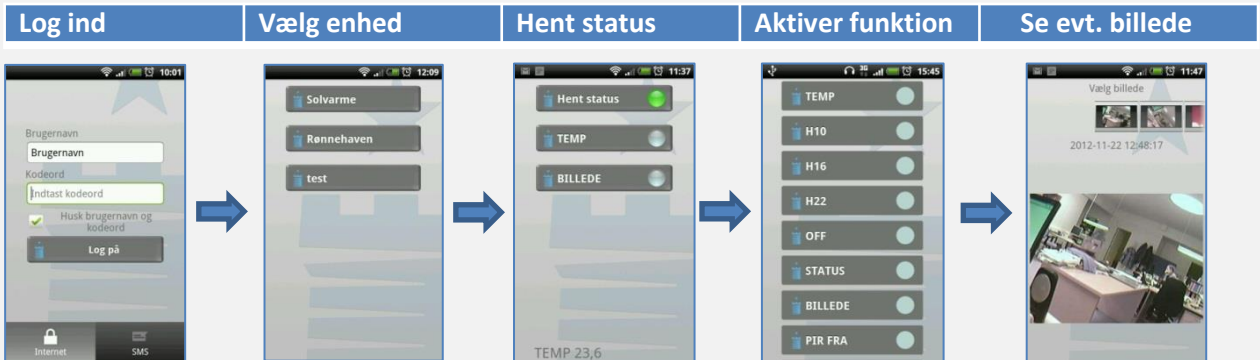 Log ind
Vælg enhed
Hent status
Aktiver funktion
Se evt. billede
10:01
Brugernavn
Brugernavn
Kodeord
Indtast kodeord
Husk brugernavn og
kodeord
Log på
Internet
SMS
12:09
Solvarme
Rønnehaven
test
11:37
Hent status
TEMP
BILLEDE
TEMP 23,6
3G
15:45
TEMP
H10
H16
H22
OFF
STATUS
BILLEDE
PIR FRA
11:47
Vælg billede
2012-11-22 12:48:17